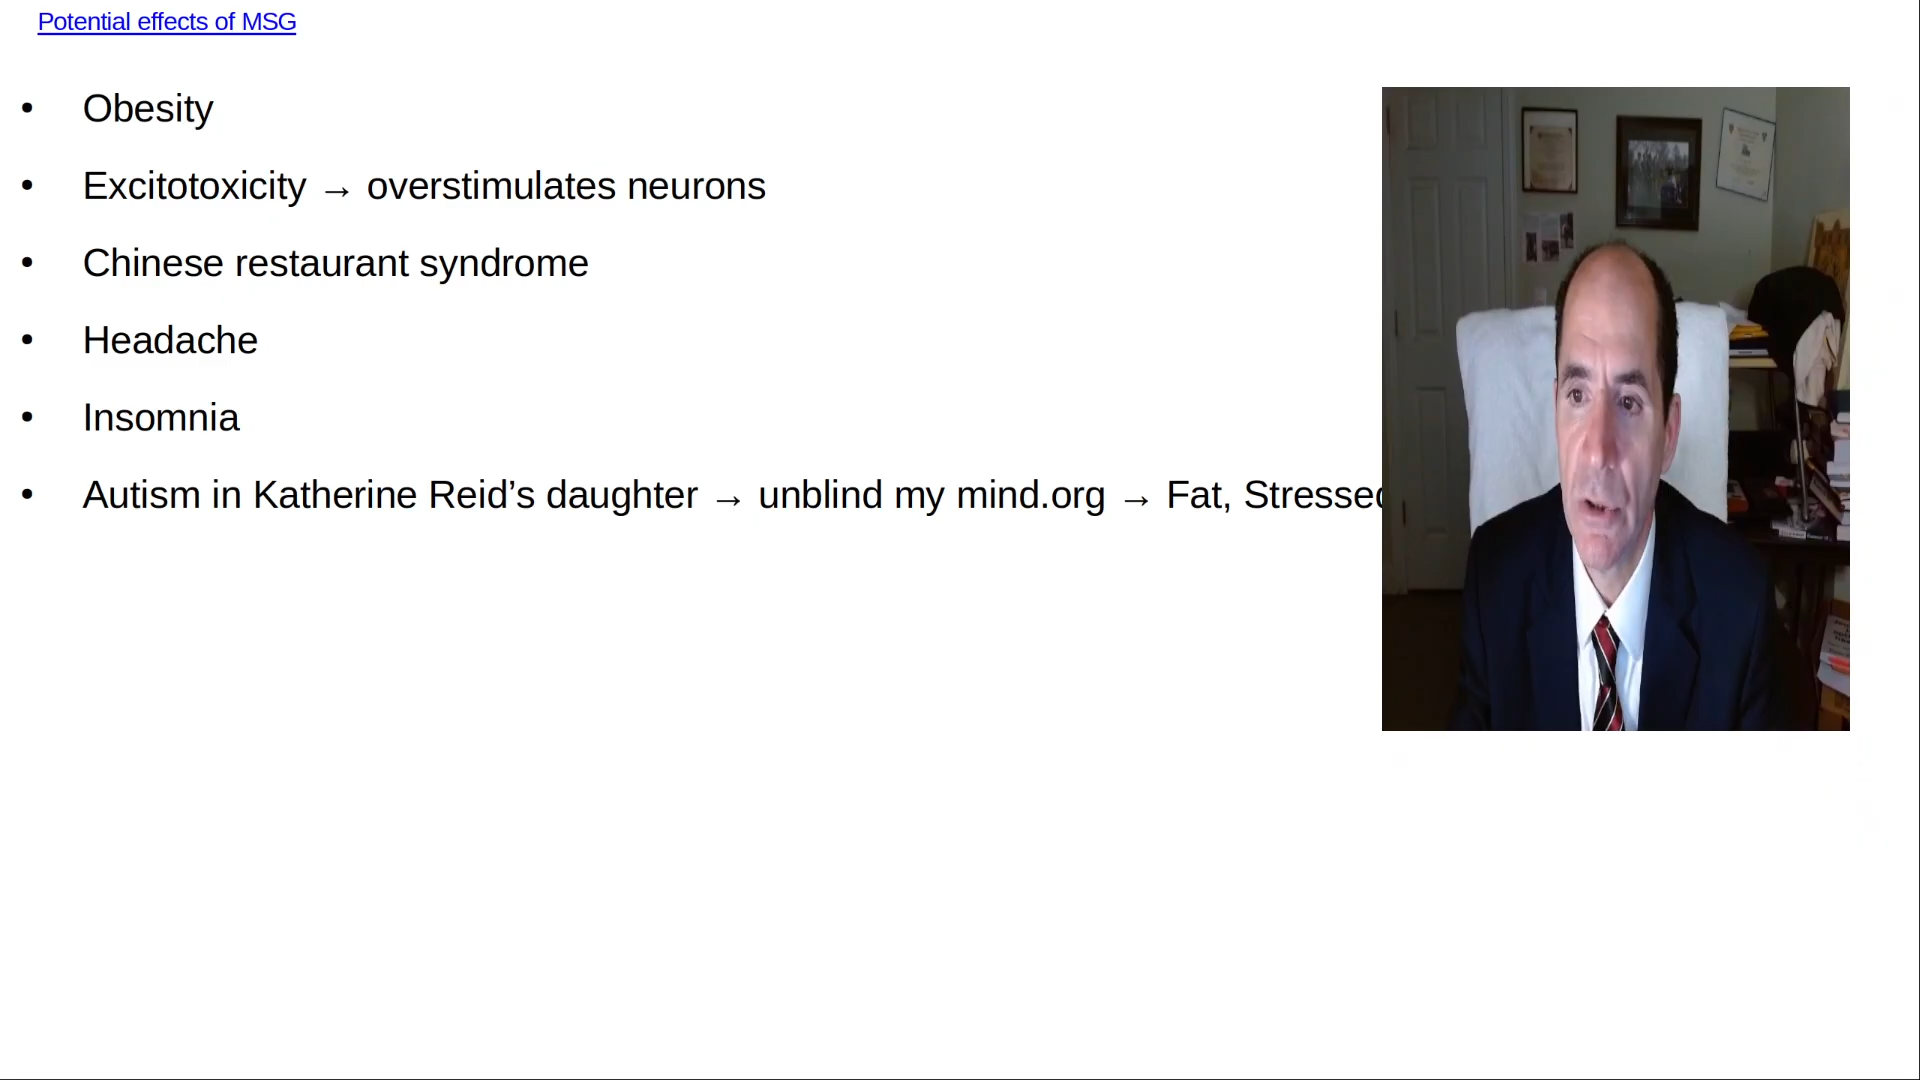 Potential effects of MSG
• Obesity
• Excitotoxicity → overstimulates neurons
• Chinese restaurant syndrome
• Headache
• Insomnia
• Autism in Katherine Reid’s daughter → unblind my mind.org → Fat, Stressed